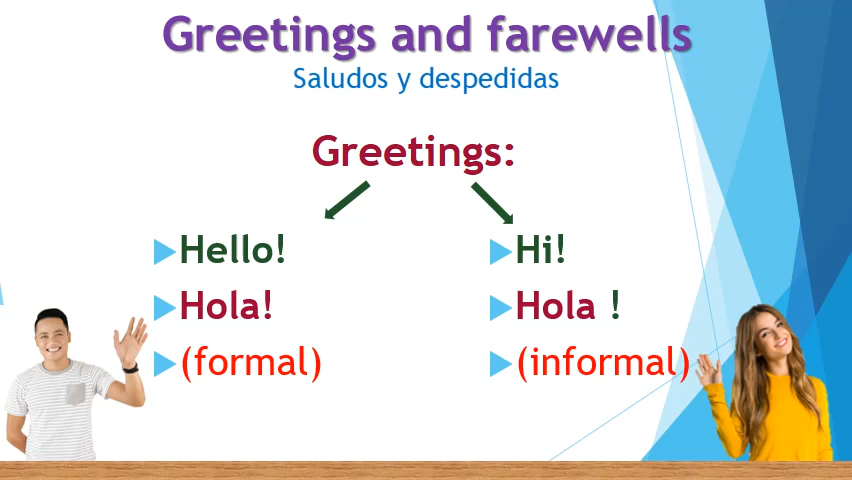 Greetings and farewells
Saludos y despedidas
Greetings:
Hello!
Hola!
(formal)
Hi!
Hola !
(informal)